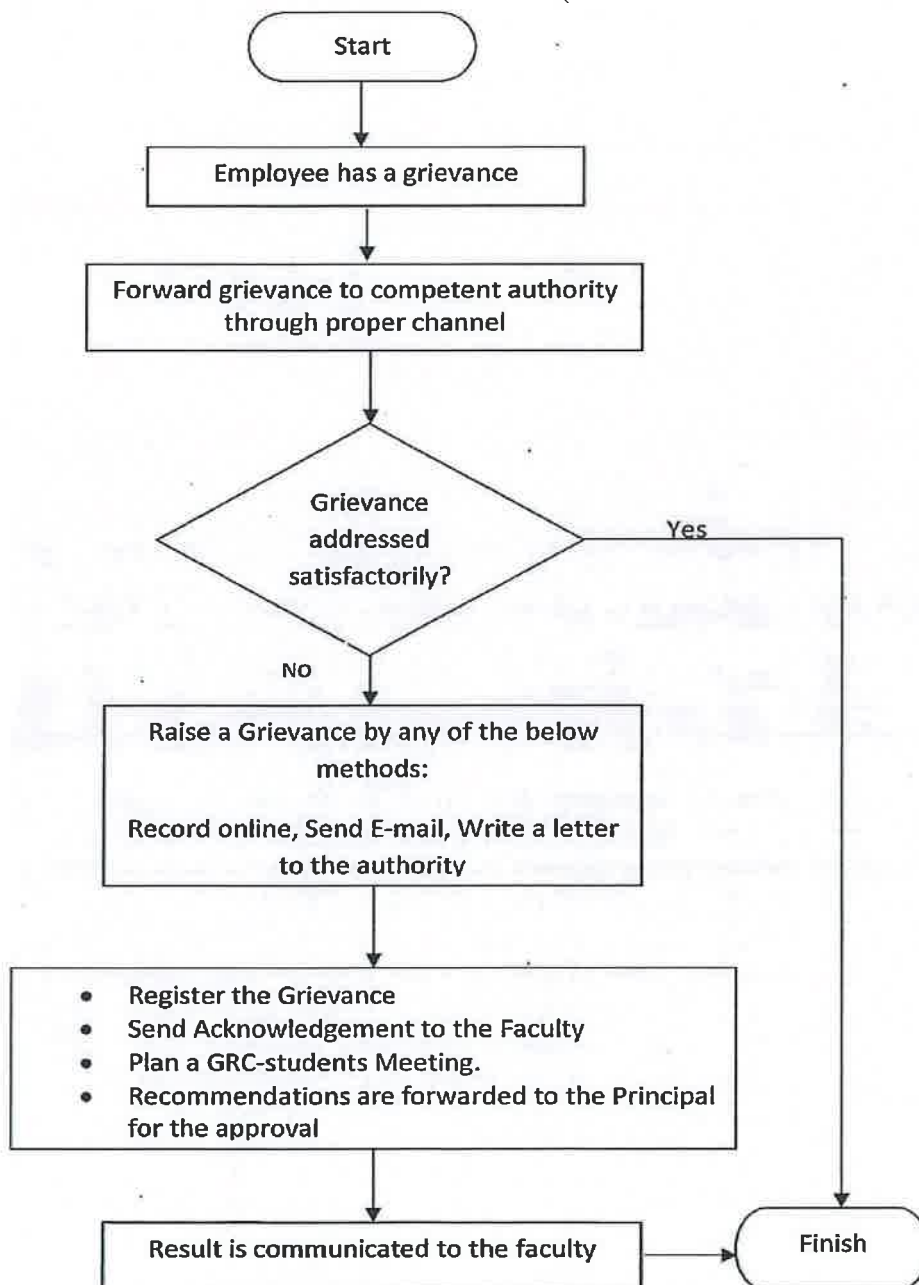 Start
Employee has a grievance
Forward grievance to competent authority
through proper channel
Grievance
addressed
satisfactorily?
Yes
No
Raise a Grievance by any of the below
methods:
Record online, Send E-mail, Write a letter
to the authority
• Register the Grievance
• Send Acknowledgement to the Faculty
• Plan a GRC-students Meeting.
• Recommendations are forwarded to the Principal
for the approval
Result is communicated to the faculty
Finish